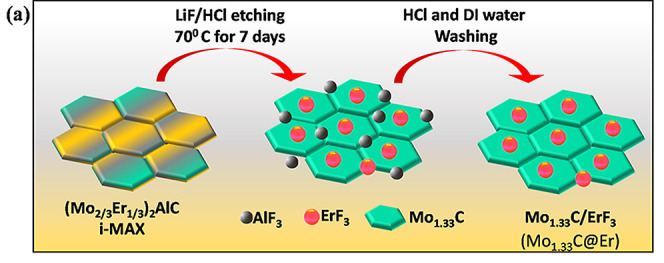 (a)
LiF/HCl etching
70⁰ C for 7 days
HCl and DI water
Washing
(Mo₂/₃Er₁/₃)₂AlC
i-MAX
AlF₃
ErF₃
Mo₁.₃₃C
Mo₁.₃₃C/ErF₃
(Mo₁.₃₃C@Er)